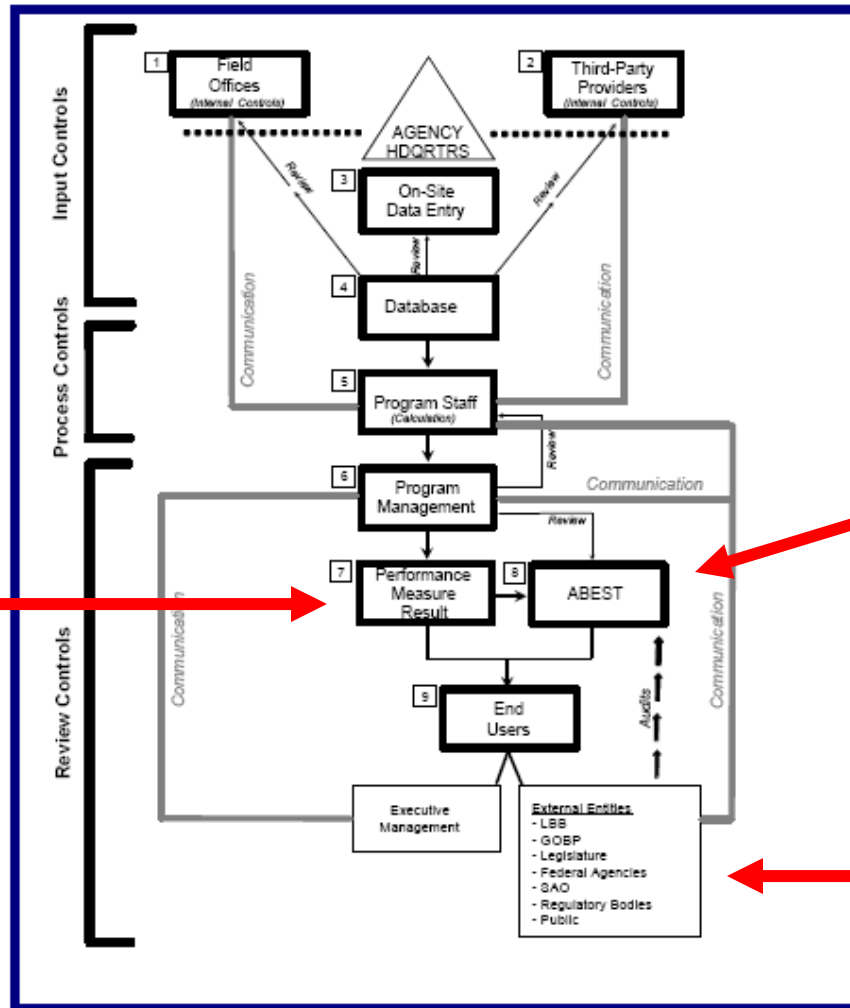 1
Field
Offices
(Internal Controls)
2
Third-Party
Providers
(Internal Controls)
AGENCY
HDQRTRS
Input Controls
Review
Review
3
On-Site
Data Entry
Review
4
Database
Communication
Communication
Process Controls
5
Program Staff
(Calculation)
Review
6
Program
Management
Communication
Review
7
Performance
Measure
Result
8
ABEST
Review Controls
Communication
Communication
Audits
9
End
Users
Executive
Management
External Entities
- LBB
- GOBP
- Legislature
- Federal Agencies
- SAO
- Regulatory Bodies
- Public